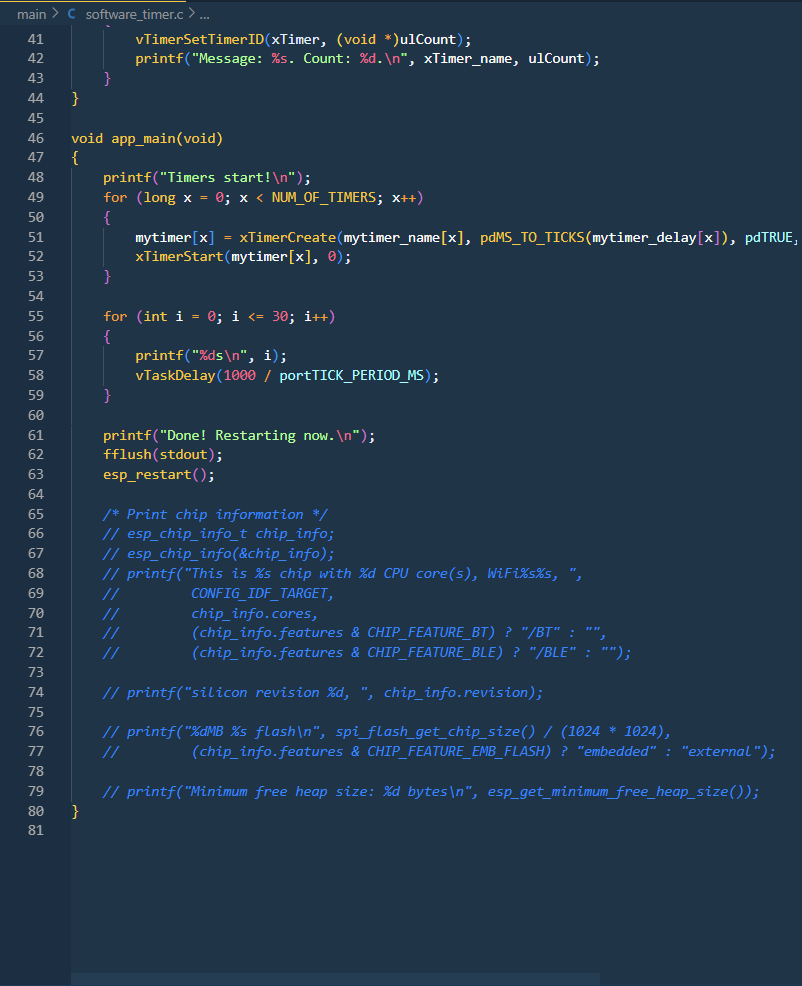 main > C software_timer.c > ...
41 vTimerSetTimerID(xTimer, (void *)ulCount);
42 printf("Message: %s. Count: %d.\n", xTimer_name, ulCount);
43 }
44 }
45
46 void app_main(void)
47 {
48 printf("Timers start!\n");
49 for (long x = 0; x < NUM_OF_TIMERS; x++)
50 {
51 mytimer[x] = xTimerCreate(mytimer_name[x], pdMS_TO_TICKS(mytimer_delay[x]), pdTRUE,
52 xTimerStart(mytimer[x], 0);
53 }
54
55 for (int i = 0; i <= 30; i++)
56 {
57 printf("%ds\n", i);
58 vTaskDelay(1000 / portTICK_PERIOD_MS);
59 }
60
61 printf("Done! Restarting now.\n");
62 fflush(stdout);
63 esp_restart();
64
65 /* Print chip information */
66 // esp_chip_info_t chip_info;
67 // esp_chip_info(&chip_info);
68 // printf("This is %s chip with %d CPU core(s), WiFi%s%s, ",
69 // CONFIG_IDF_TARGET,
70 // chip_info.cores,
71 // (chip_info.features & CHIP_FEATURE_BT) ? "/BT" : "",
72 // (chip_info.features & CHIP_FEATURE_BLE) ? "/BLE" : "");
73
74 // printf("silicon revision %d, ", chip_info.revision);
75
76 // printf("%dMB %s flash\n", spi_flash_get_chip_size() / (1024 * 1024),
77 // (chip_info.features & CHIP_FEATURE_EMB_FLASH) ? "embedded" : "external");
78
79 // printf("Minimum free heap size: %d bytes\n", esp_get_minimum_free_heap_size());
80 }
81